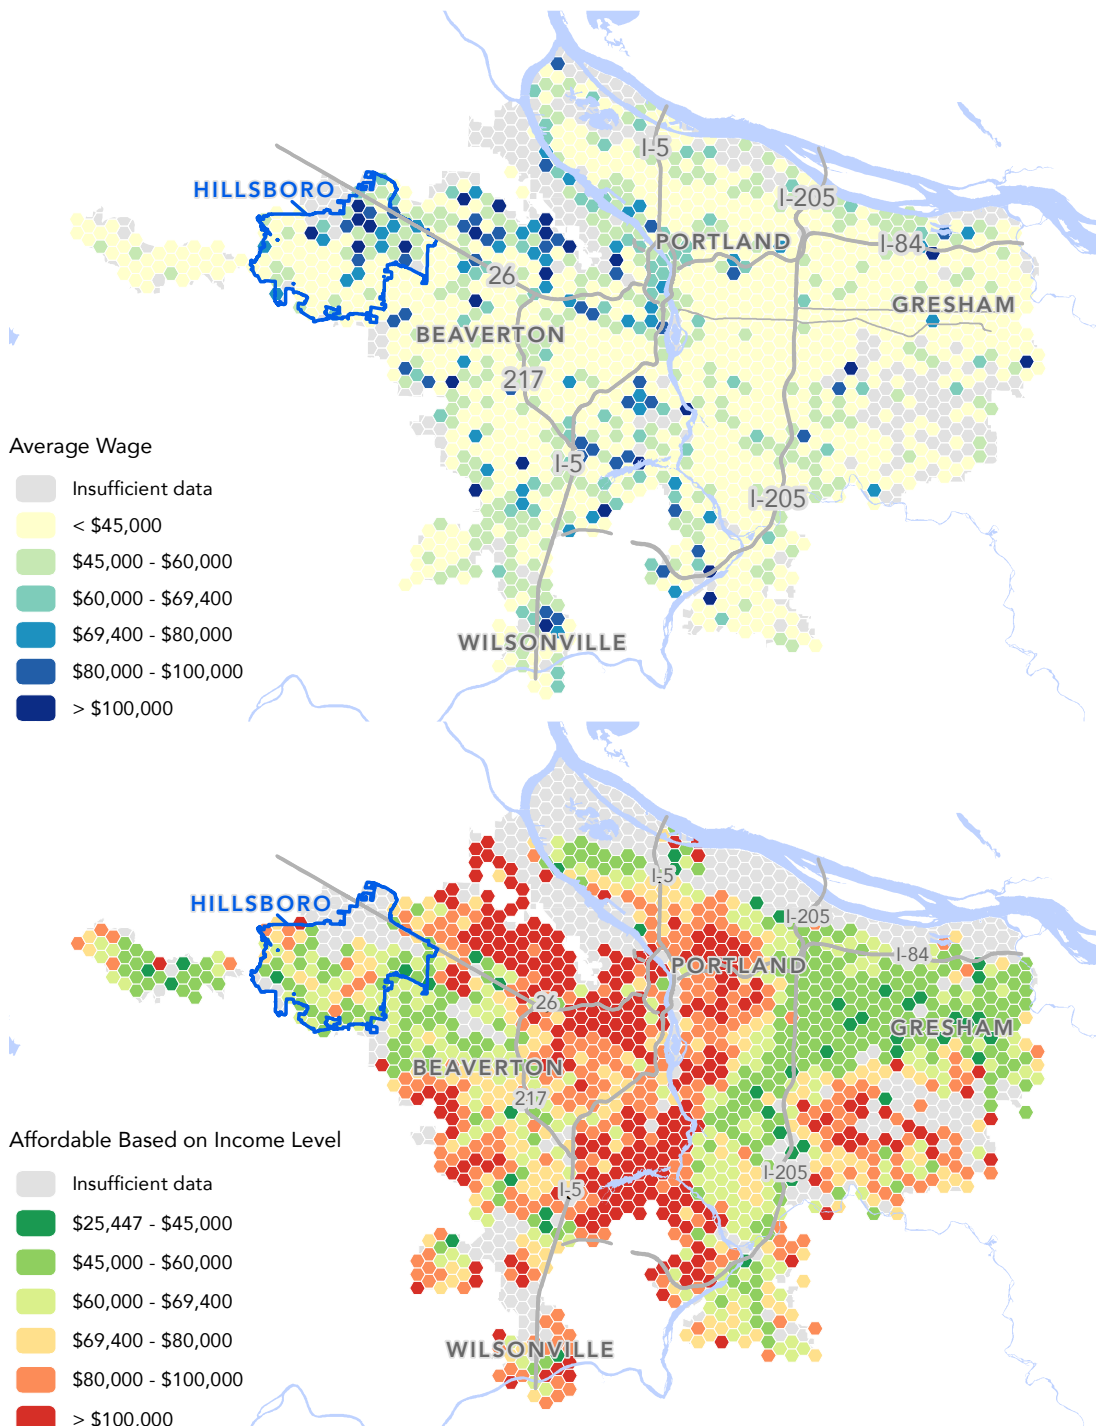 I-5
HILLSBORO
I-205
PORTLAND
I-84
26
GRESHAM
BEAVERTON
217
Average Wage
I-5
Insufficient data
I-205
< $45,000
$45,000 - $60,000
$60,000 - $69,400
$69,400 - $80,000
WILSONVILLE
$80,000 - $100,000
> $100,000
I-5
HILLSBORO
I-205
I-84
PORTLAND
26
GRESHAM
BEAVERTON
217
Affordable Based on Income Level
I-205
Insufficient data
I-5
$25,447 - $45,000
$45,000 - $60,000
$60,000 - $69,400
$69,400 - $80,000
WILSONVILLE
$80,000 - $100,000
> $100,000